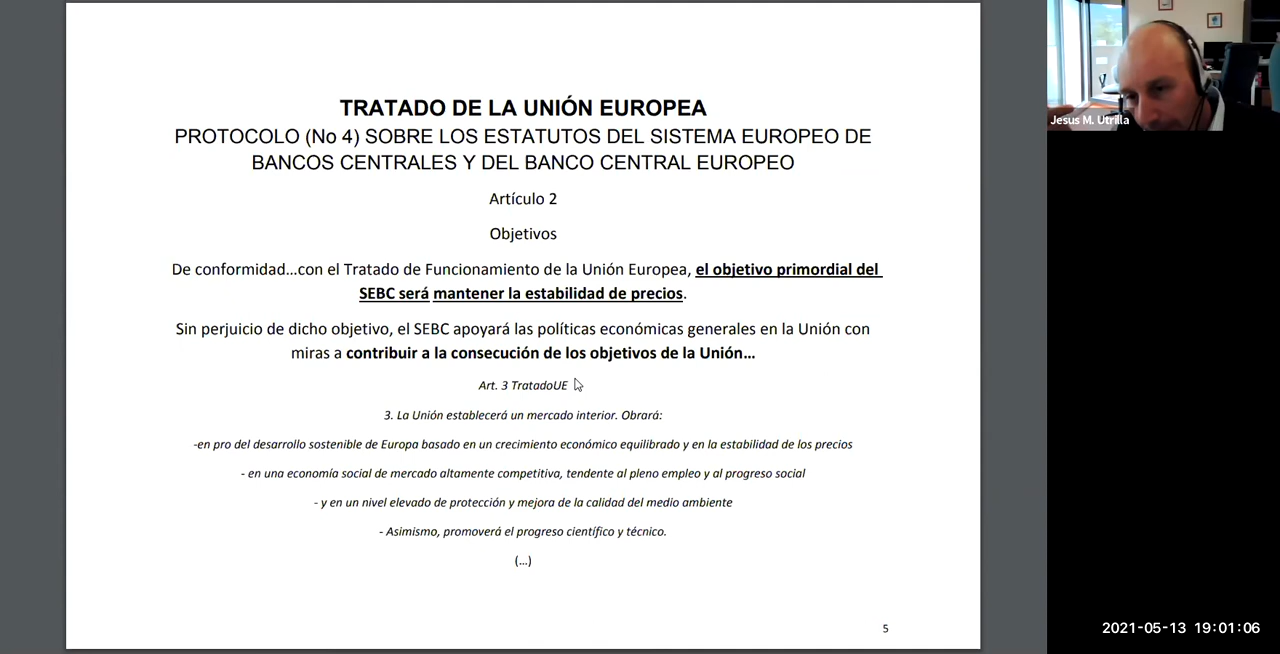 TRATADO DE LA UNIÓN EUROPEA
PROTOCOLO (No 4) SOBRE LOS ESTATUTOS DEL SISTEMA EUROPEO DE
BANCOS CENTRALES Y DEL BANCO CENTRAL EUROPEO
Artículo 2
Objetivos
De conformidad...con el Tratado de Funcionamiento de la Unión Europea, el objetivo primordial del
SEBC será mantener la estabilidad de precios.
Sin perjuicio de dicho objetivo, el SEBC apoyará las políticas económicas generales en la Unión con
miras a contribuir a la consecución de los objetivos de la Unión...
Art. 3 TratadoUE
3. La Unión establecerá un mercado interior. Obrará:
-en pro del desarrollo sostenible de Europa basado en un crecimiento económico equilibrado y en la estabilidad de los precios
- en una economía social de mercado altamente competitiva, tendente al pleno empleo y al progreso social
- y en un nivel elevado de protección y mejora de la calidad del medio ambiente
- Asimismo, promoverá el progreso científico y técnico.
(...)
5
Jesus M. Utrilla
2021-05-13 19:01:06